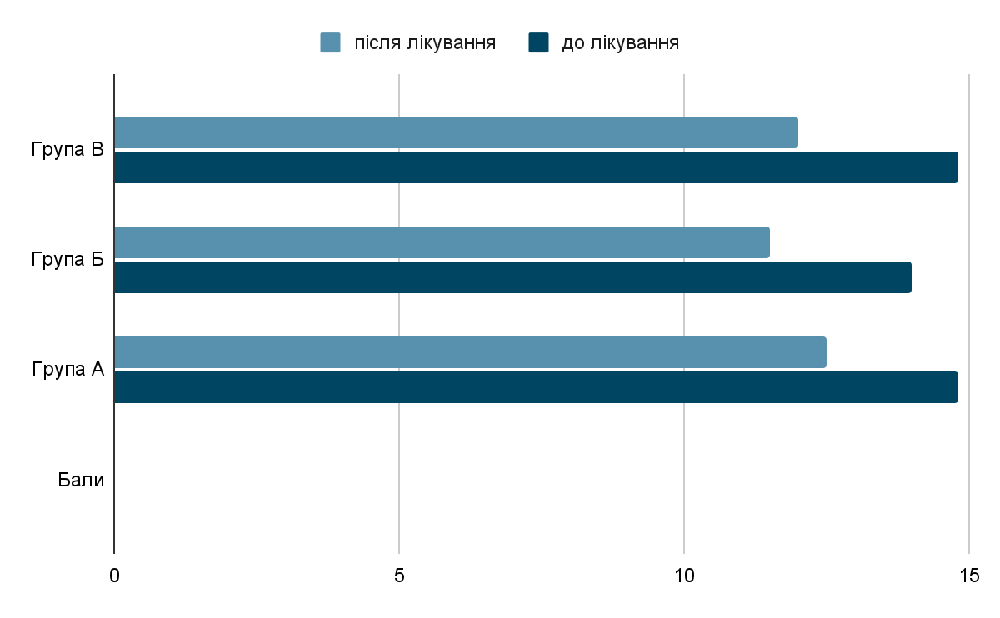 після лікування до лікування
Група В
Група Б
Група А
Бали
0 5 10 15